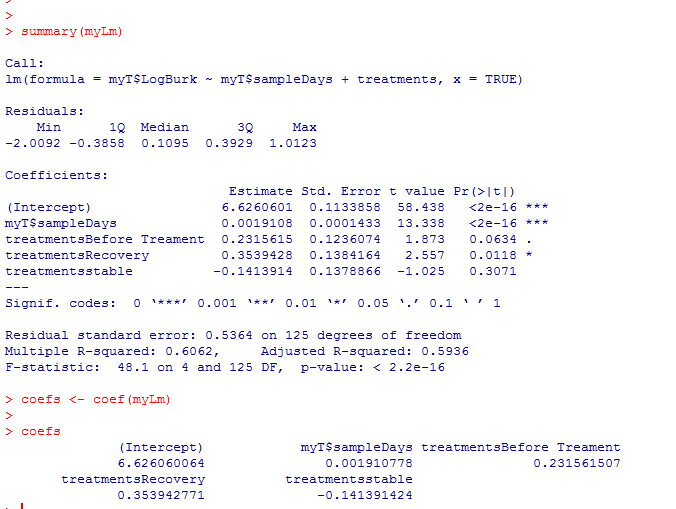 >
>
> summary(myLm)
Call:
lm(formula = myT$LogBurk ~ myT$sampleDays + treatments, x = TRUE)
Residuals:
Min 1Q Median 3Q Max
-2.0092 -0.3858 0.1095 0.3929 1.0123
Coefficients:
Estimate Std. Error t value Pr(>|t|)
(Intercept) 6.6260601 0.1133858 58.438 <2e-16 ***
myT$sampleDays 0.0019108 0.0001433 13.338 <2e-16 ***
treatmentsBefore Treament 0.2315615 0.1236074 1.873 0.0634 .
treatmentsRecovery 0.3539428 0.1384164 2.557 0.0118 *
treatmentsstable -0.1413914 0.1378866 -1.025 0.3071
---
Signif. codes: 0 ‘***’ 0.001 ‘**’ 0.01 ‘*’ 0.05 ‘.’ 0.1 ‘ ’ 1
Residual standard error: 0.5364 on 125 degrees of freedom
Multiple R-squared: 0.6062, Adjusted R-squared: 0.5936
F-statistic: 48.1 on 4 and 125 DF, p-value: < 2.2e-16
> coefs <- coef(myLm)
>
> coefs
(Intercept) myT$sampleDays treatmentsBefore Treament
6.626060064 0.001910778 0.231561507
treatmentsRecovery treatmentsstable
0.353942771 -0.141391424